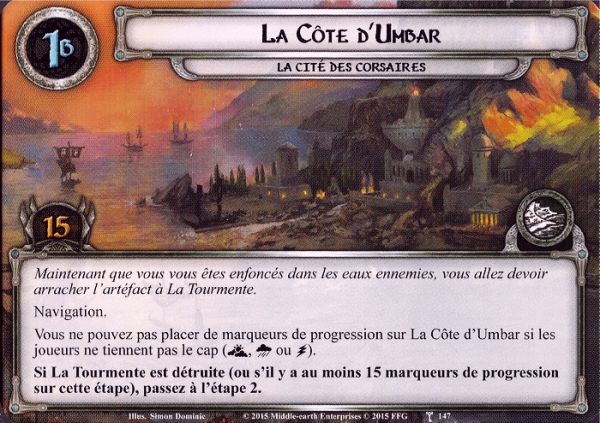 1B
LA CÔTE D'UMBAR
LA CITÉ DES CORSAIRES
15
Maintenant que vous vous êtes enfoncés dans les eaux ennemies, vous allez devoir
arracher l'artéfact à La Tourmente.
Navigation.
Vous ne pouvez pas placer de marqueurs de progression sur La Côte d'Umbar si les
joueurs ne tiennent pas le cap ( , ou ).
Si La Tourmente est détruite (ou s'il y a au moins 15 marqueurs de progression
sur cette étape), passez à l'étape 2.
Illus. Simon Dominic © 2015 Middle-earth Enterprises © 2015 FFG 147